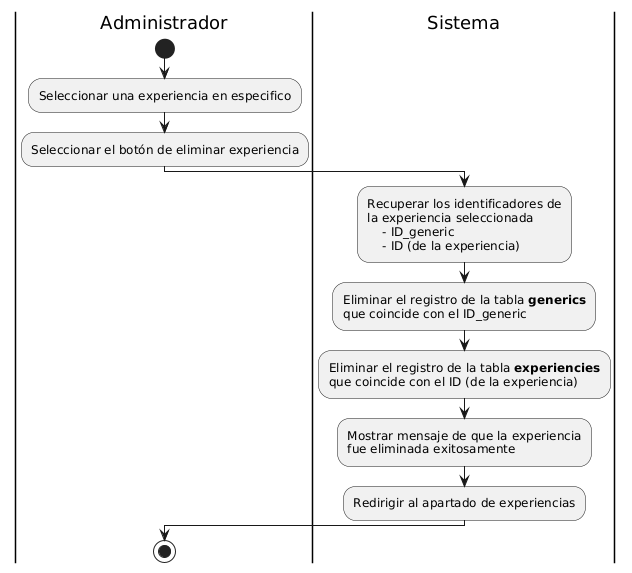 Administrador
Sistema
Seleccionar una experiencia en especifico
Seleccionar el botón de eliminar experiencia
Recuperar los identificadores de
la experiencia seleccionada
- ID_generic
- ID (de la experiencia)
Eliminar el registro de la tabla generics
que coincide con el ID_generic
Eliminar el registro de la tabla experiencies
que coincide con el ID (de la experiencia)
Mostrar mensaje de que la experiencia
fue eliminada exitosamente
Redirigir al apartado de experiencias